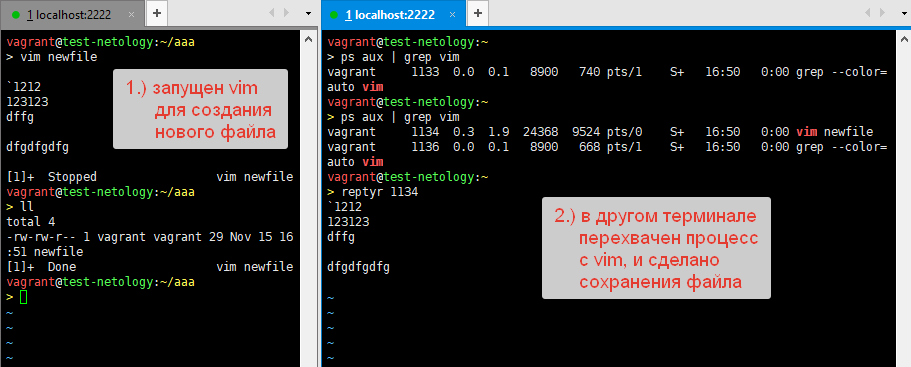 1 localhost:2222 × +
vagrant@test-netology:~/aaa
> vim newfile
`1212
123123
dffg
dfgdfgdfg
[1]+  Stopped                 vim newfile
vagrant@test-netology:~/aaa
> ll
total 4
-rw-rw-r-- 1 vagrant vagrant 29 Nov 15 16
:51 newfile
[1]+  Done                    vim newfile
vagrant@test-netology:~/aaa
>
~
~
~
~
1.) запущен vim
для создания
нового файла
1 localhost:2222 × +
vagrant@test-netology:~
> ps aux | grep vim
vagrant     1133  0.0  0.1   8900   740 pts/1    S+   16:50   0:00 grep --color=
auto vim
vagrant@test-netology:~
> ps aux | grep vim
vagrant     1134  0.3  1.9  24368  9524 pts/0    S+   16:50   0:00 vim newfile
vagrant     1136  0.0  0.1   8900   668 pts/1    S+   16:50   0:00 grep --color=
auto vim
vagrant@test-netology:~
> reptyr 1134
`1212
123123
dffg
dfgdfgdfg
~
~
~
~
~
2.) в другом терминале
перехвачен процесс
с vim, и сделано
сохранения файла